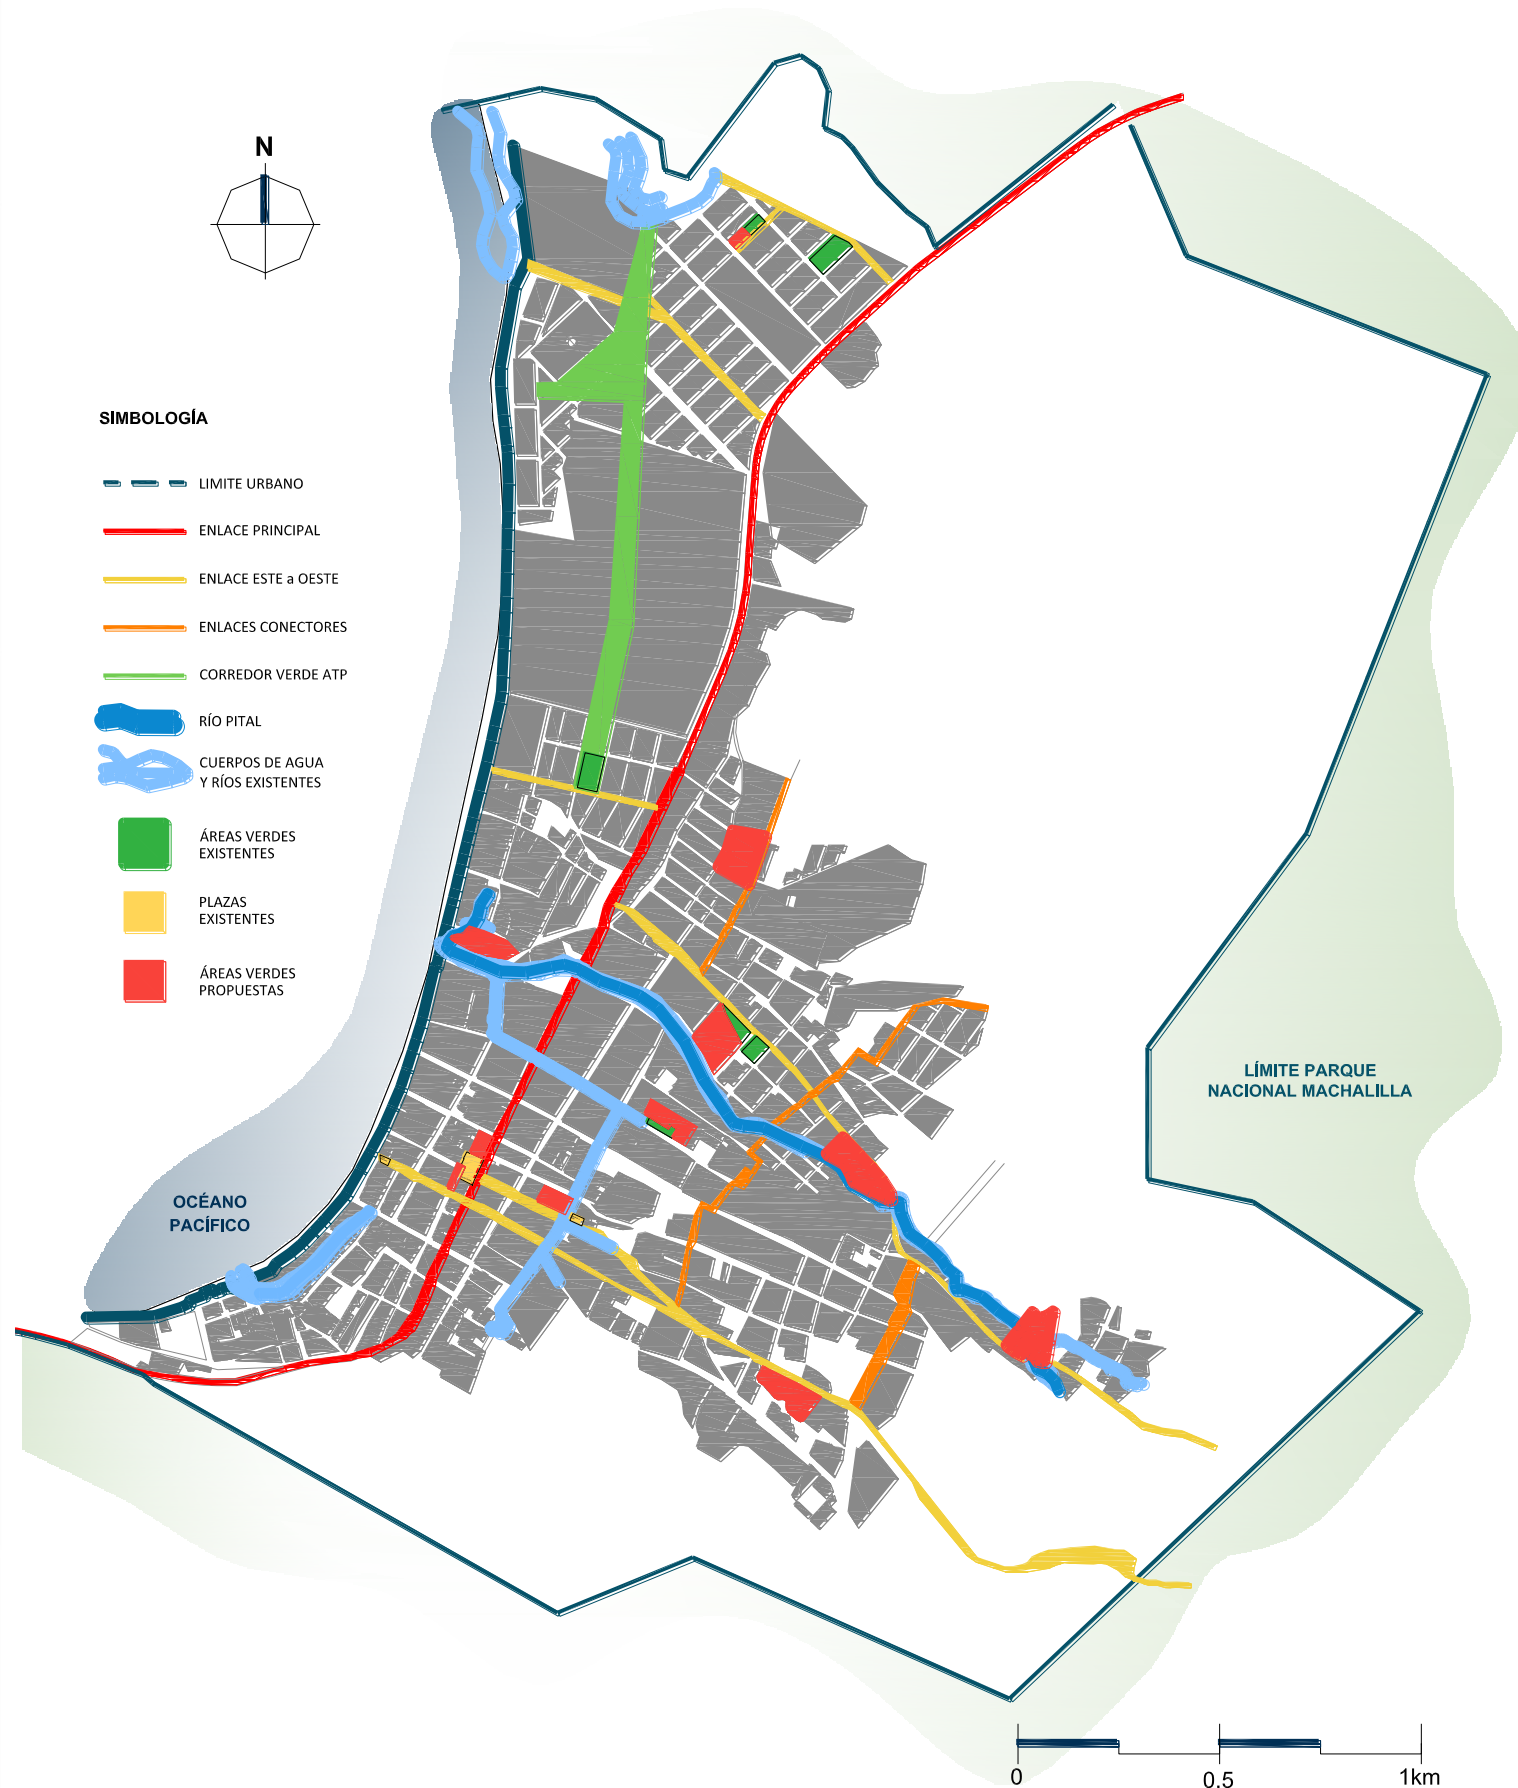 N
SIMBOLOGÍA
LIMITE URBANO
ENLACE PRINCIPAL
ENLACE ESTE a OESTE
ENLACES CONECTORES
CORREDOR VERDE ATP
RÍO PITAL
CUERPOS DE AGUA
Y RÍOS EXISTENTES
ÁREAS VERDES
EXISTENTES
PLAZAS
EXISTENTES
ÁREAS VERDES
PROPUESTAS
LÍMITE PARQUE
NACIONAL MACHALILLA
OCÉANO
PACÍFICO
0 0.5 1km